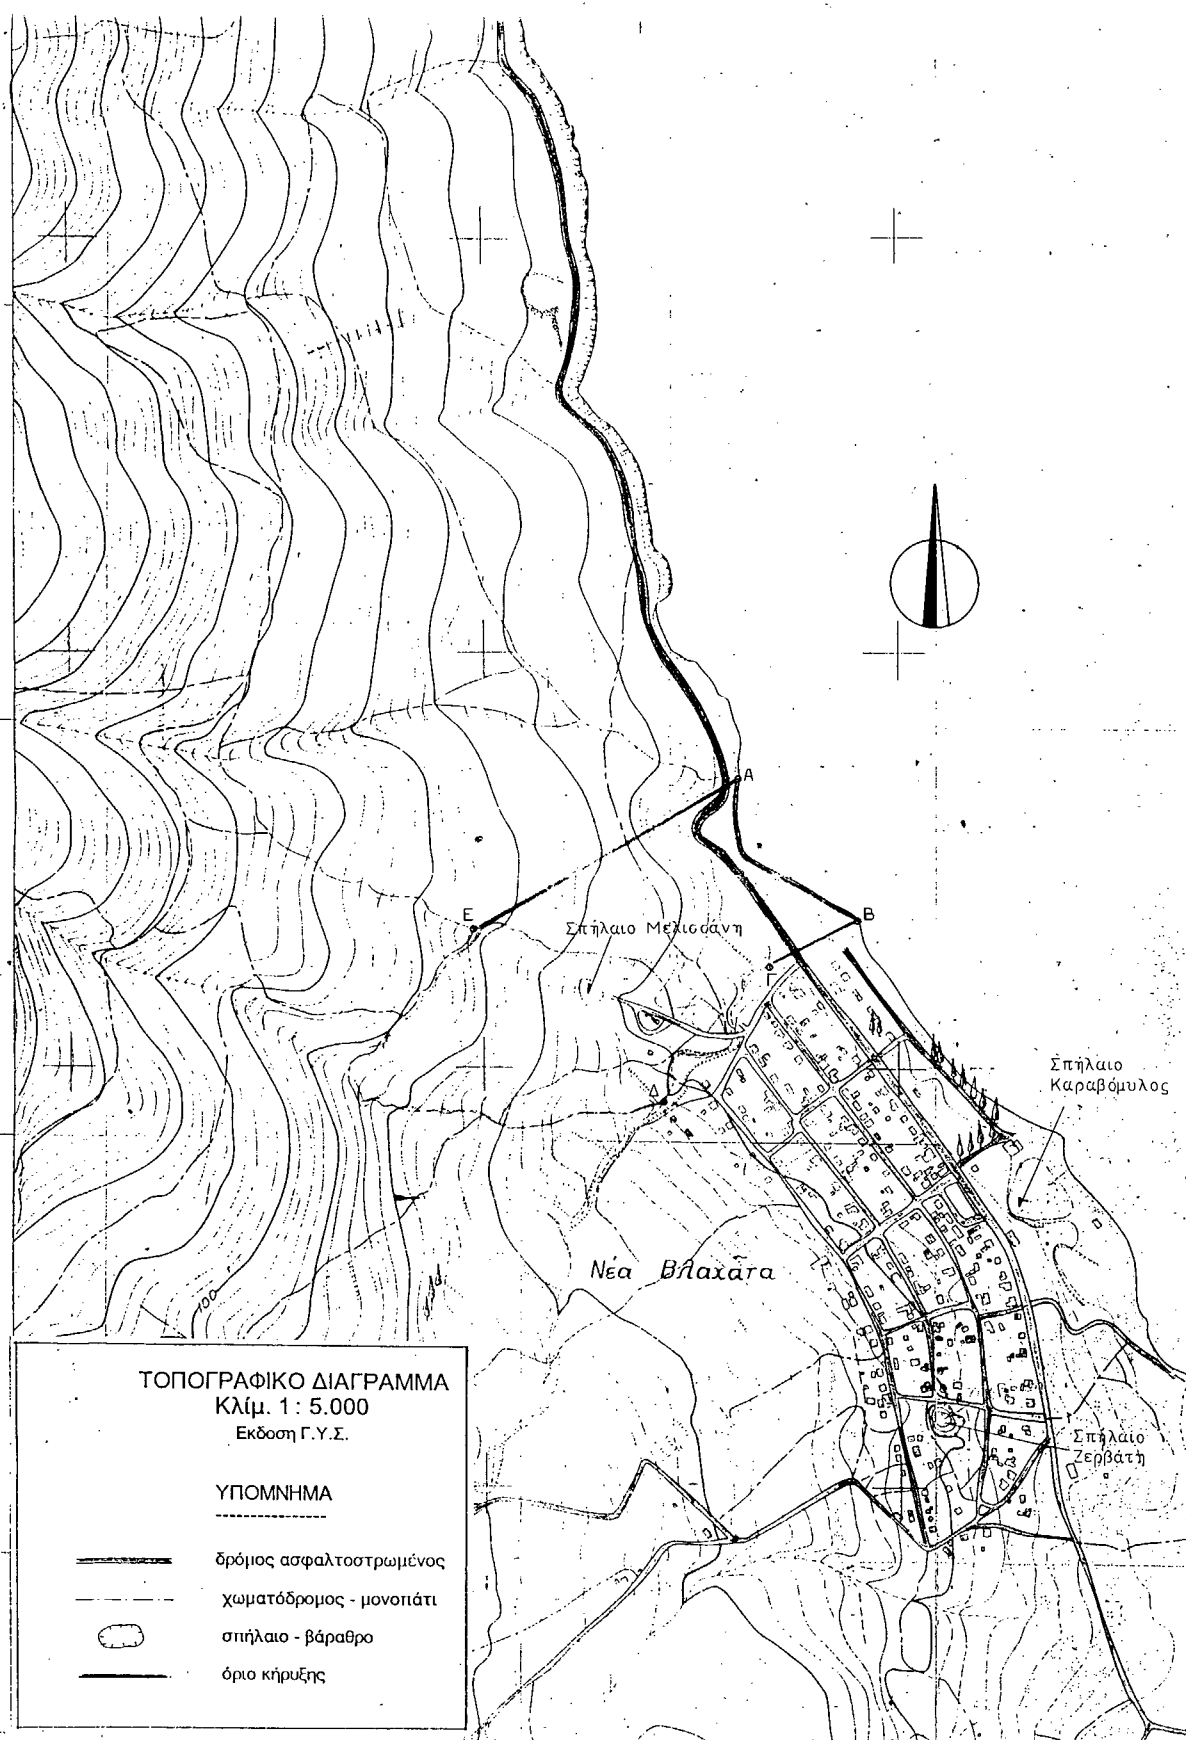 A
E
B
Σπήλαιο Μελισσάνη
Γ
Σπήλαιο
Καραβόμυλος
Δ
Νέα Βλαχάτα
100
Σπήλαιο
Ζερβάτη
ΤΟΠΟΓΡΑΦΙΚΟ ΔΙΑΓΡΑΜΜΑ
Κλίμ. 1 : 5.000
Εκδοση Γ.Υ.Σ.
ΥΠΟΜΝΗΜΑ
δρόμος ασφαλτοστρωμένος
χωματόδρομος - μονοπάτι
σπήλαιο - βάραθρο
όριο κήρυξης